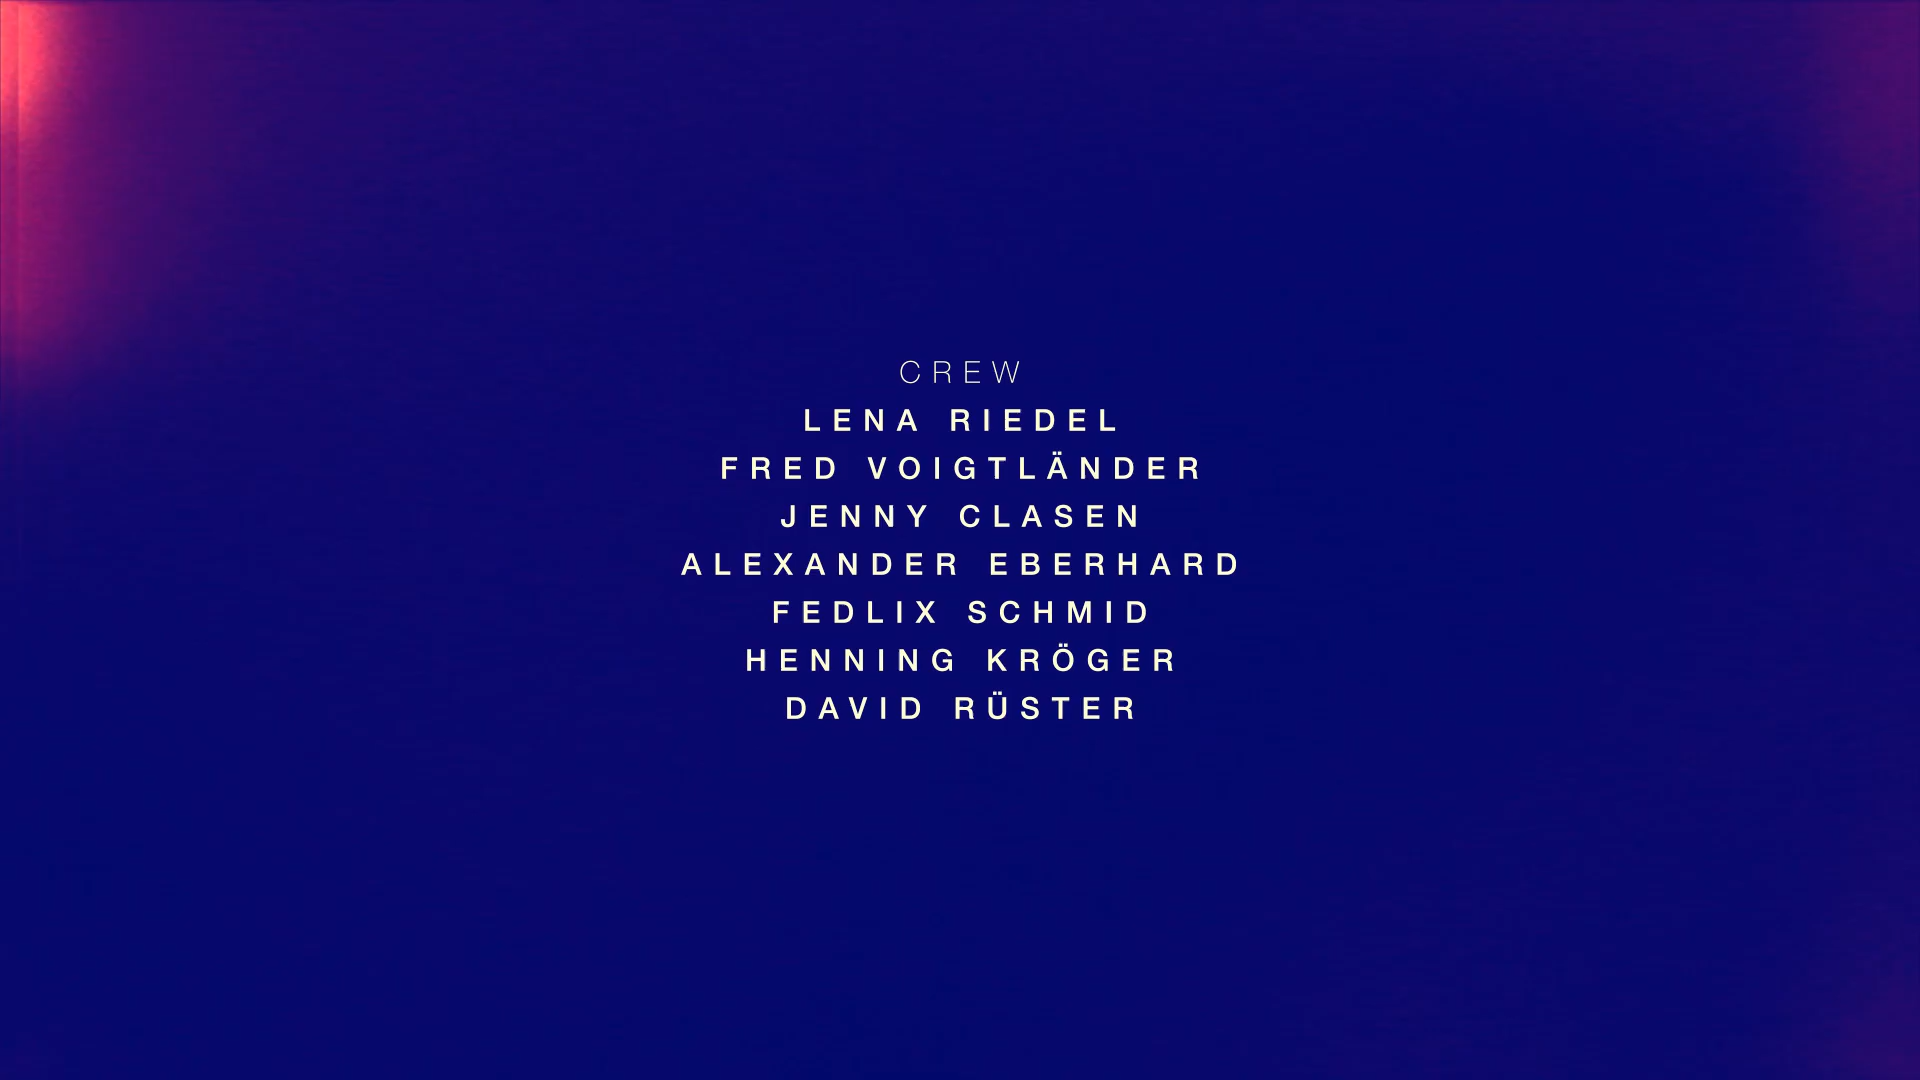 CREW
LENA RIEDEL
FRED VOIGTLÄNDER
JENNY CLASEN
ALEXANDER EBERHARD
FEDLIX SCHMID
HENNING KRÖGER
DAVID RÜSTER